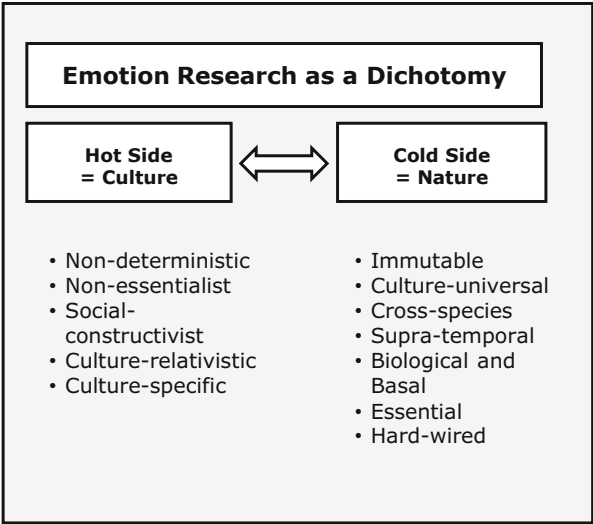 Emotion Research as a Dichotomy
Hot Side
= Culture
Cold Side
= Nature
• Non-deterministic
• Non-essentialist
• Social-
constructivist
• Culture-relativistic
• Culture-specific
• Immutable
• Culture-universal
• Cross-species
• Supra-temporal
• Biological and
Basal
• Essential
• Hard-wired